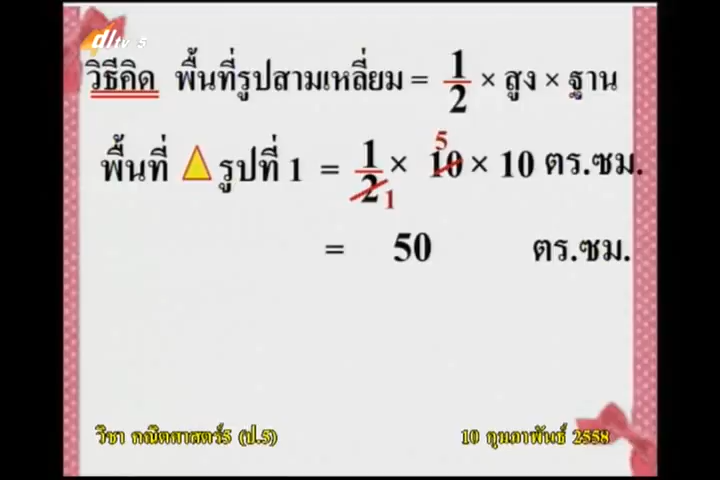 dltv 5
วิธีคิด พื้นที่รูปสามเหลี่ยม = 1/2 × สูง × ฐาน
พื้นที่ △ รูปที่ 1 = 1/2 × 10 × 10 ตร.ซม.
5
1
= 50 ตร.ซม.
วิชา คณิตศาสตร์5 (ป.5) 10 กุมภาพันธ์ 2558